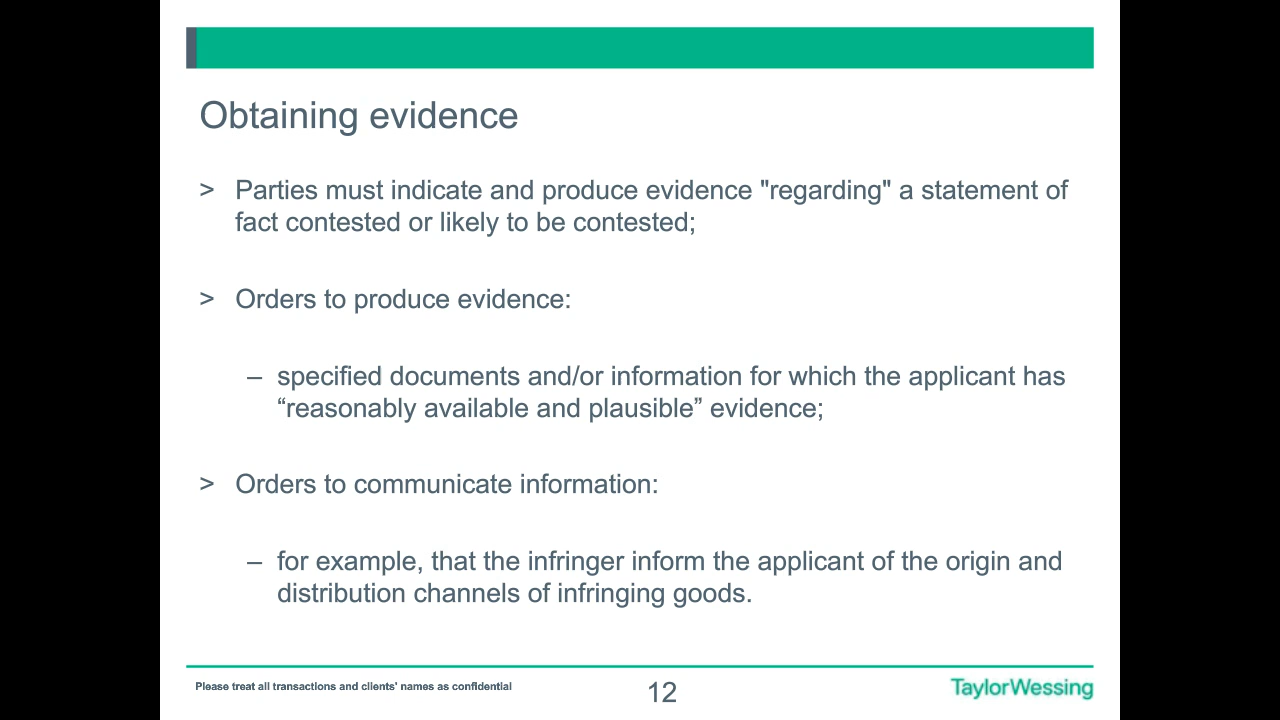 Obtaining evidence
> Parties must indicate and produce evidence "regarding" a statement of
fact contested or likely to be contested;
> Orders to produce evidence:
– specified documents and/or information for which the applicant has
“reasonably available and plausible” evidence;
> Orders to communicate information:
– for example, that the infringer inform the applicant of the origin and
distribution channels of infringing goods.
Please treat all transactions and clients' names as confidential
12
TaylorWessing